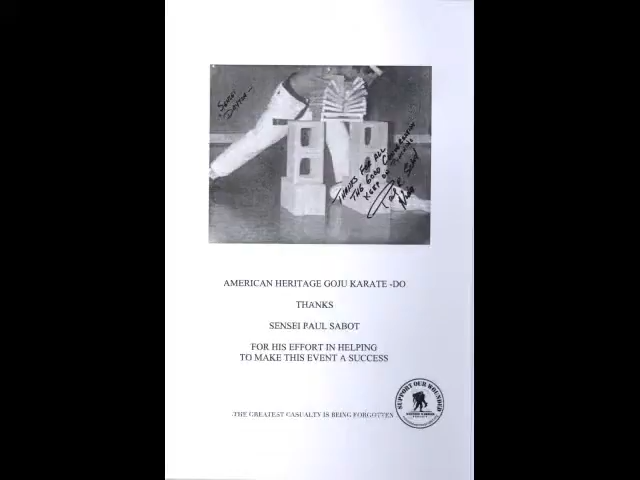 SENSEI
THANKS FOR ALL
THE GOOD
KEEP ON
AMERICAN HERITAGE GOJU KARATE -DO
THANKS
SENSEI PAUL SABOT
FOR HIS EFFORT IN HELPING
TO MAKE THIS EVENT A SUCCESS
THE GREATEST CASUALTY IS BEING FORGOTTEN
SUPPORT OUR WOUNDED